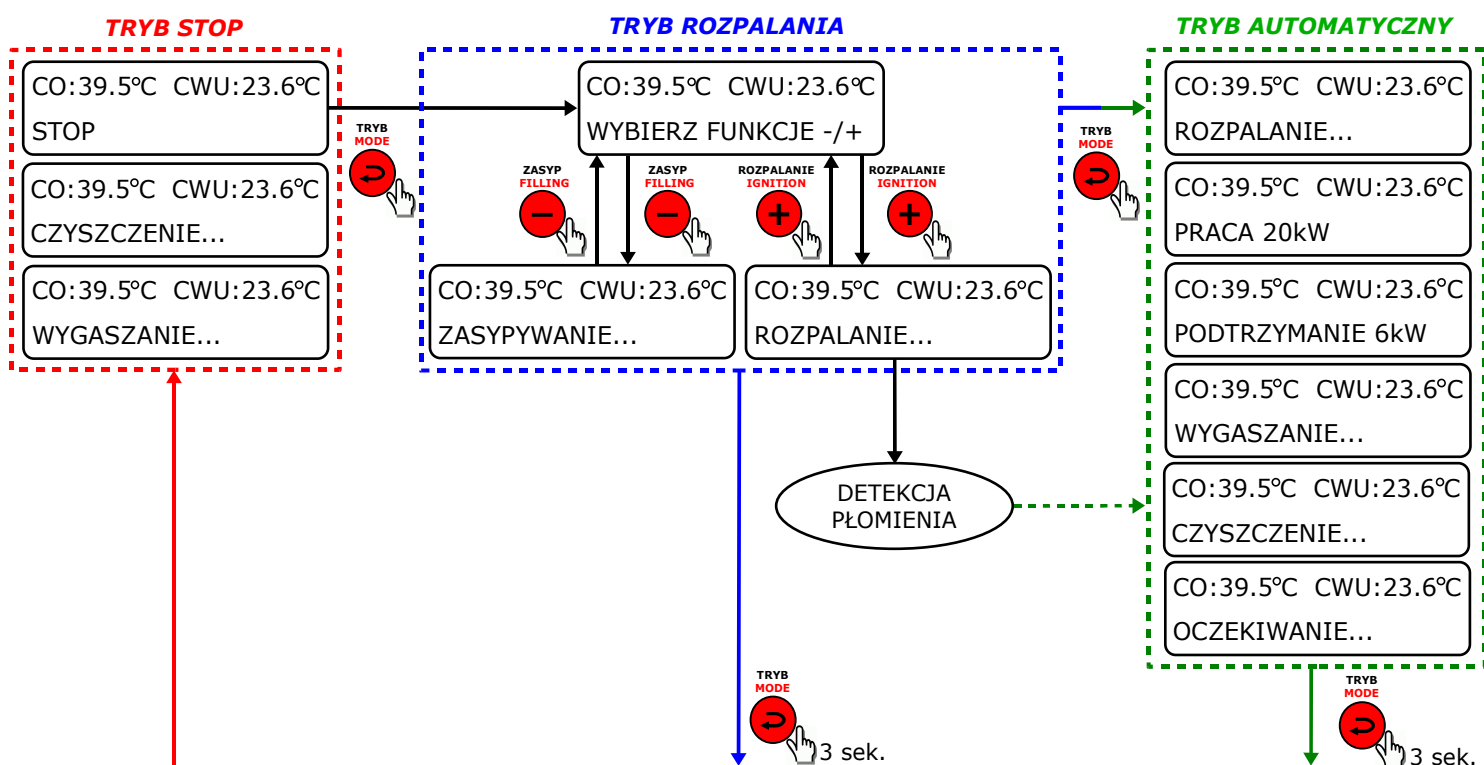 TRYB STOP
CO:39.5°C CWU:23.6°C
STOP
CO:39.5°C CWU:23.6°C
CZYSZCZENIE...
CO:39.5°C CWU:23.6°C
WYGASZANIE...
TRYB
MODE
TRYB ROZPALANIA
CO:39.5°C CWU:23.6°C
WYBIERZ FUNKCJE -/+
ZASYP
FILLING
ZASYP
FILLING
ROZPALANIE
IGNITION
ROZPALANIE
IGNITION
CO:39.5°C CWU:23.6°C
ZASYPYWANIE...
CO:39.5°C CWU:23.6°C
ROZPALANIE...
DETEKCJA
PŁOMIENIA
TRYB
MODE
3 sek.
TRYB
MODE
TRYB AUTOMATYCZNY
CO:39.5°C CWU:23.6°C
ROZPALANIE...
CO:39.5°C CWU:23.6°C
PRACA 20kW
CO:39.5°C CWU:23.6°C
PODTRZYMANIE 6kW
CO:39.5°C CWU:23.6°C
WYGASZANIE...
CO:39.5°C CWU:23.6°C
CZYSZCZENIE...
CO:39.5°C CWU:23.6°C
OCZEKIWANIE...
TRYB
MODE
3 sek.